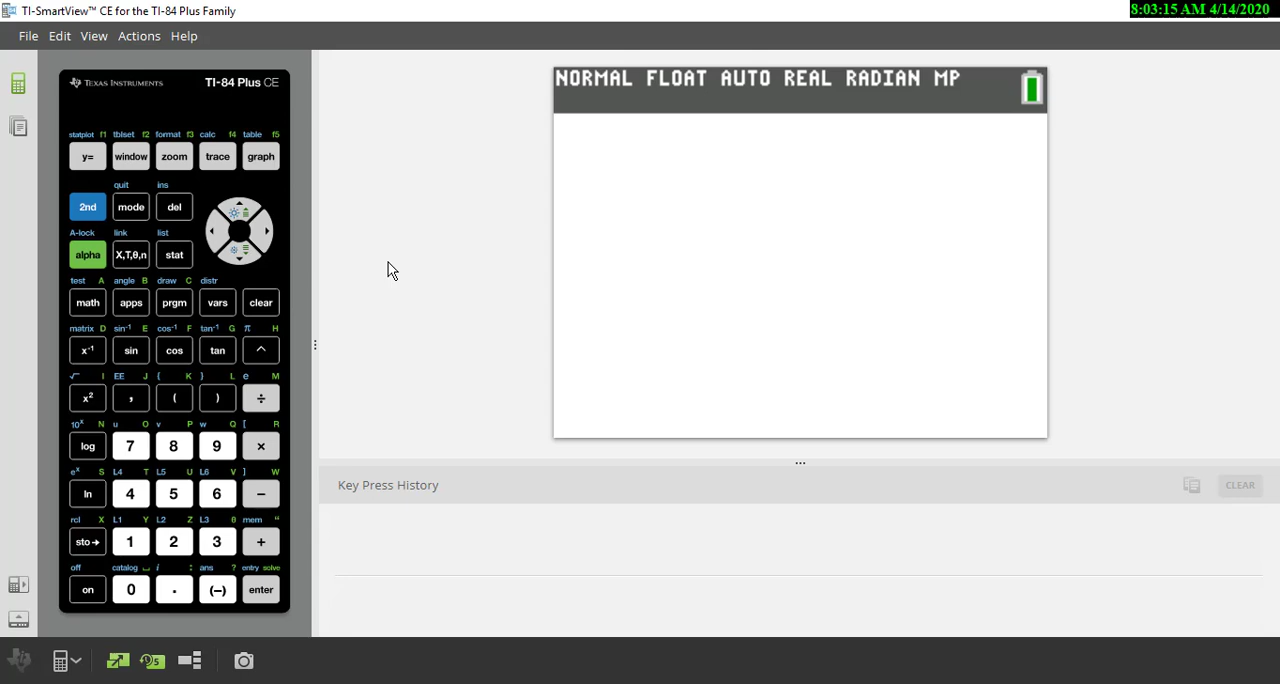 TI-SmartView™ CE for the TI-84 Plus Family
8:03:15 AM 4/14/2020
File Edit View Actions Help
TEXAS INSTRUMENTS TI-84 Plus CE
NORMAL FLOAT AUTO REAL RADIAN MP
statplot f1 tblset f2 format f3 calc f4 table f5
y= window zoom trace graph
quit ins
2nd mode del
A-lock link list
alpha X,T,θ,n stat
test A angle B draw C distr
math apps prgm vars clear
matrix D sin⁻¹ E cos⁻¹ F tan⁻¹ G π H
x⁻¹ sin cos tan ^
√ I EE J { K } L e M
x² , ( ) ÷
10ˣ N u O v P w Q [ R
log 7 8 9 ×
eˣ S L4 T L5 U L6 V ] W
ln 4 5 6 −
rcl X L1 Y L2 Z L3 θ mem "
sto→ 1 2 3 +
off catalog ⎵ i : ans ? entry solve
on 0 . (−) enter
Key Press History
CLEAR
5